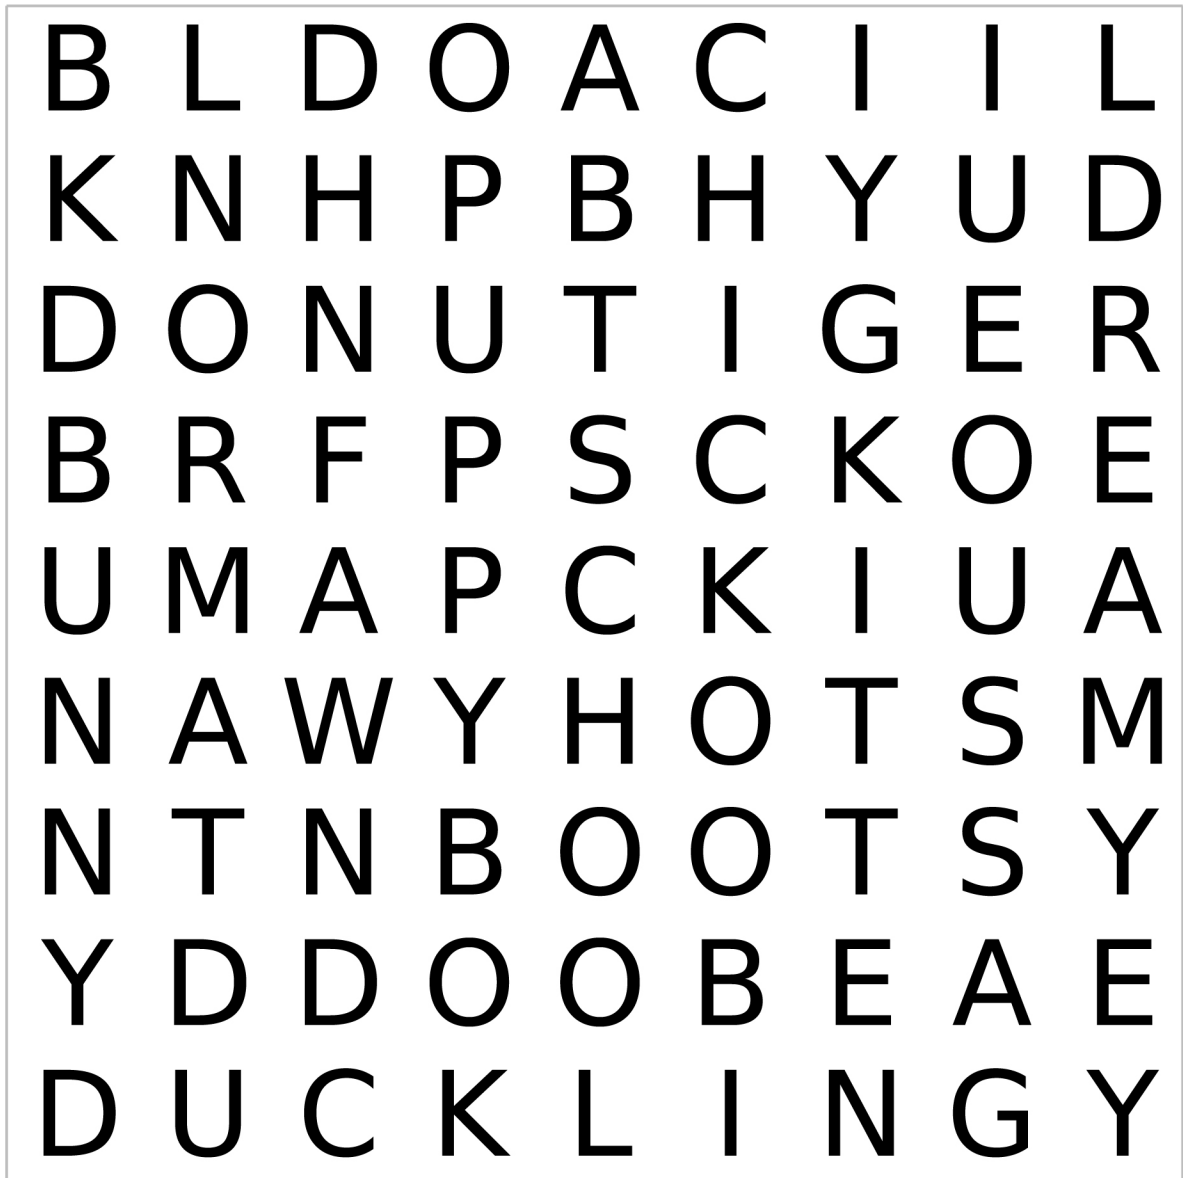 B L D O A C I I L
K N H P B H Y U D
D O N U T I G E R
B R F P S C K O E
U M A P C K I U A
N A W Y H O T S M
N T N B O O T S Y
Y D D O O B E A E
D U C K L I N G Y